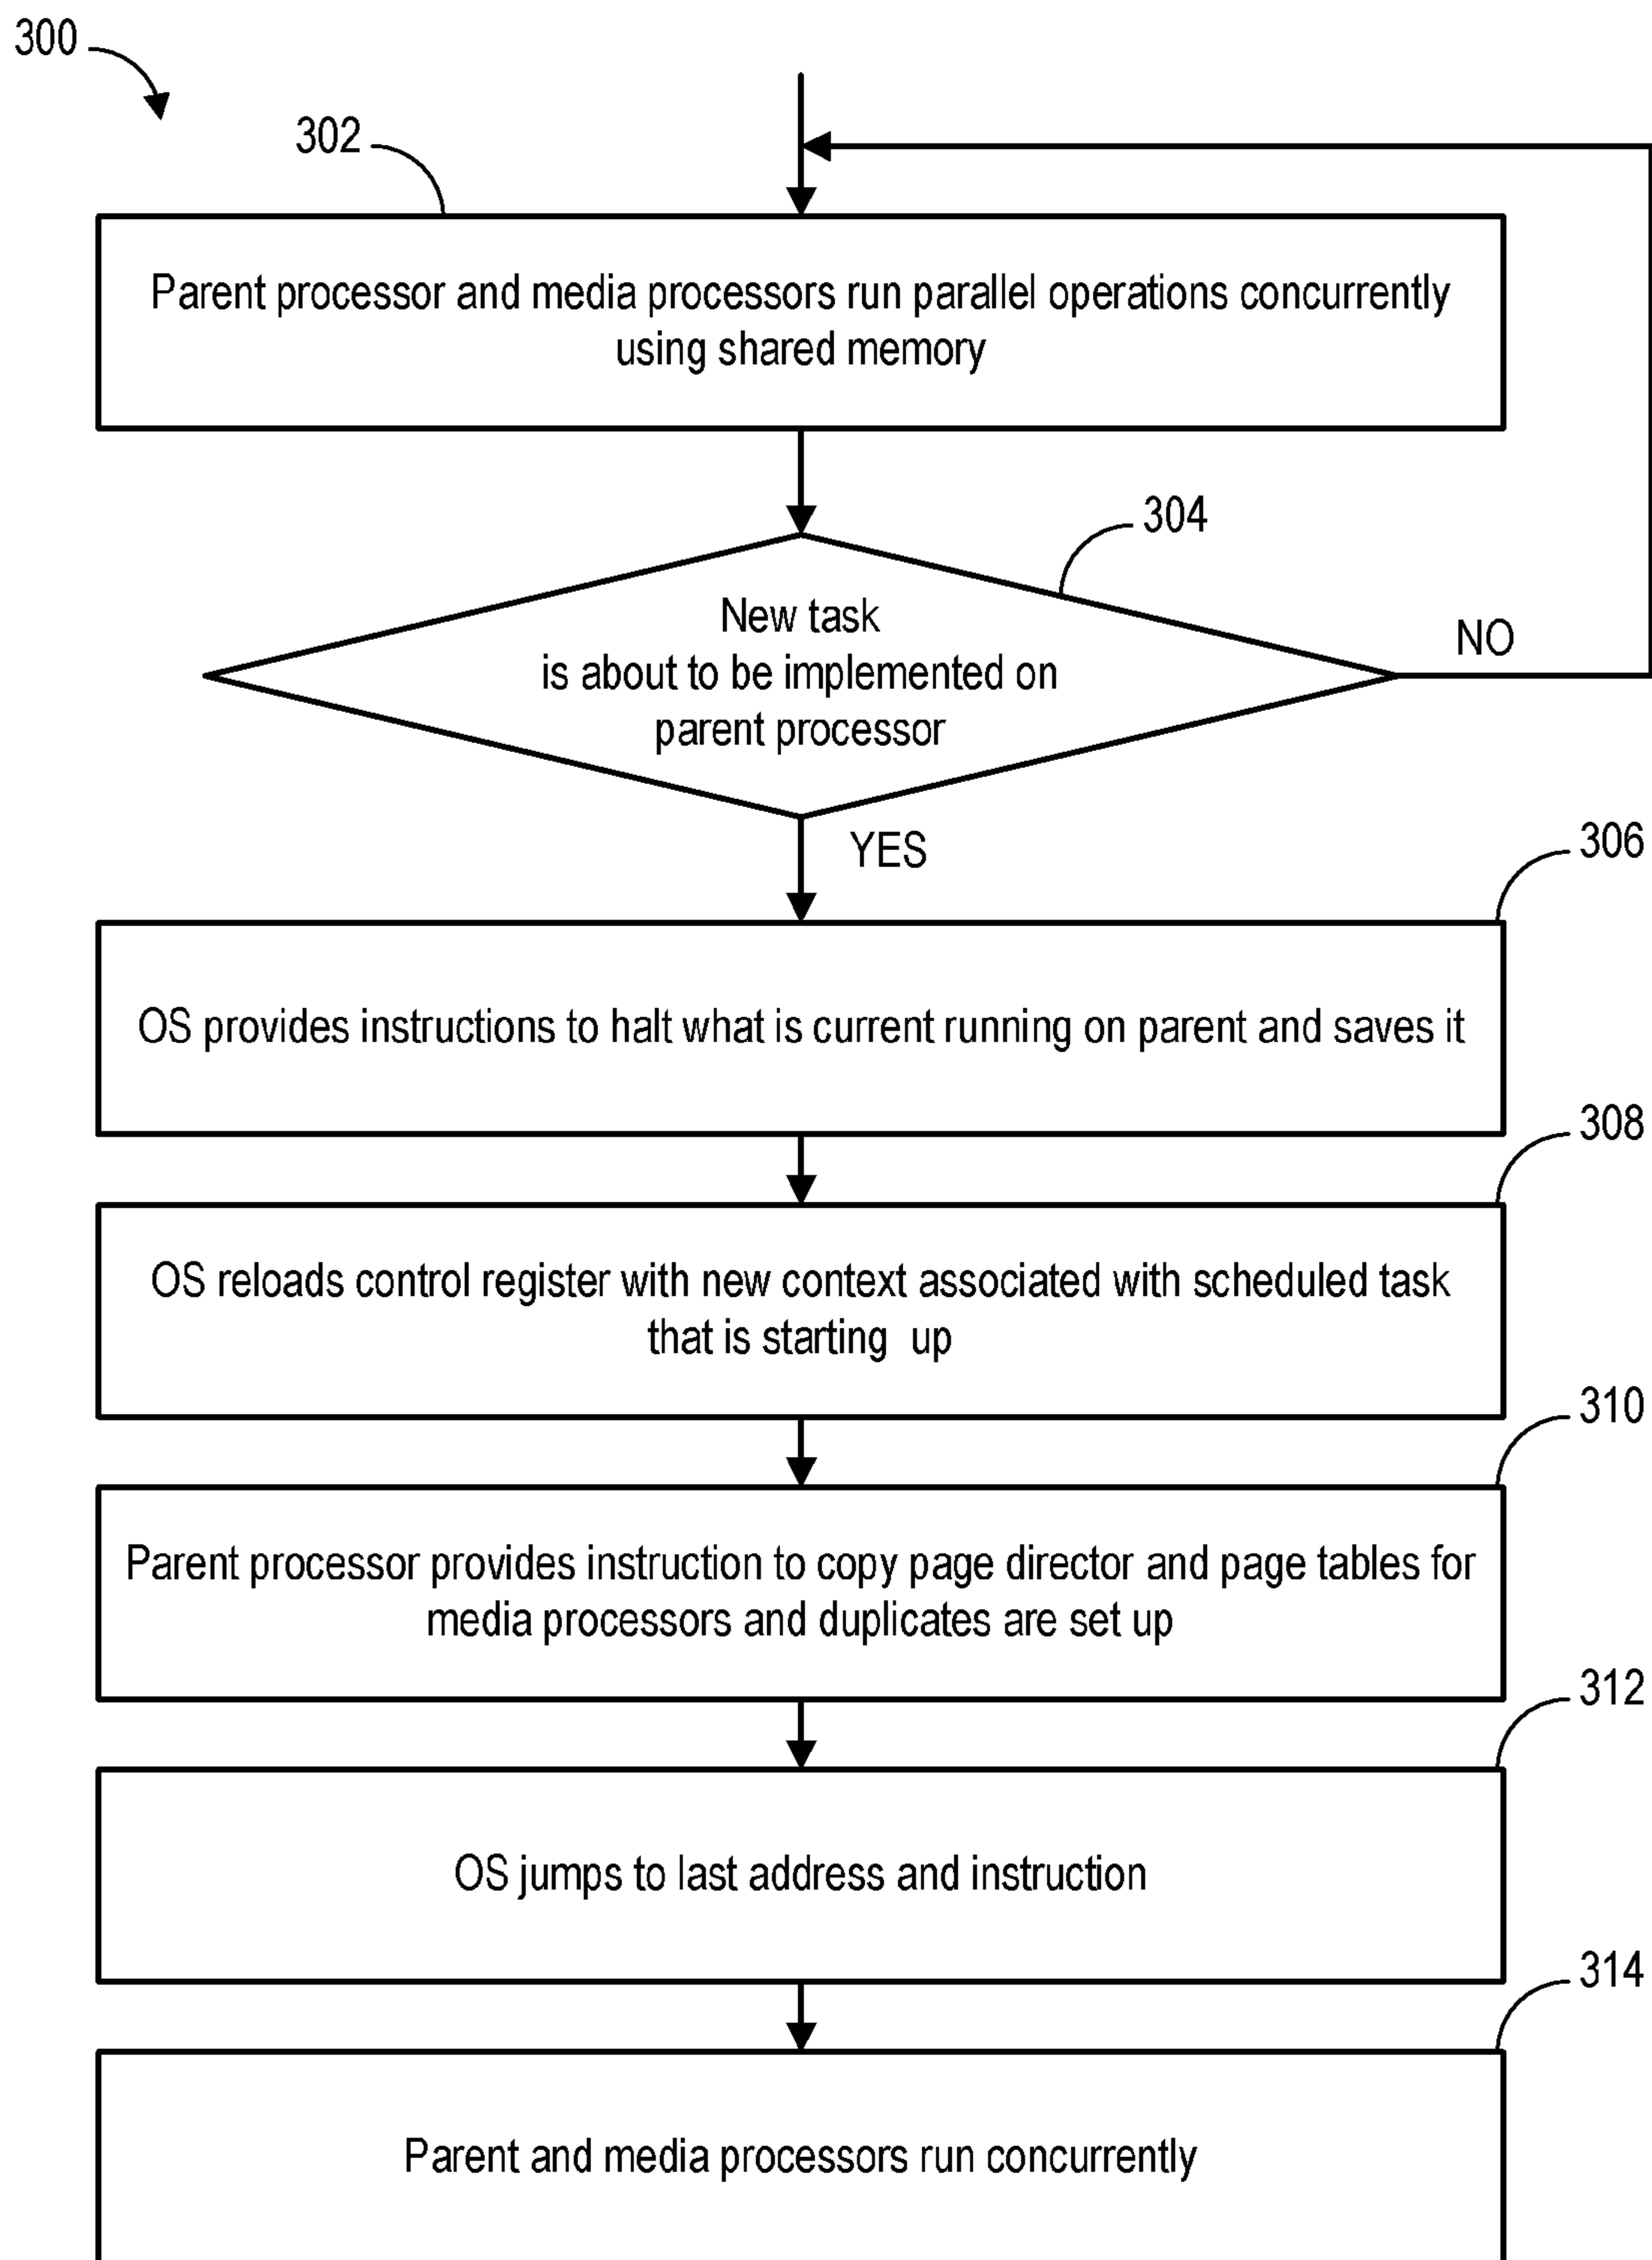 300
302
Parent processor and media processors run parallel operations concurrently
using shared memory
304
New task
is about to be implemented on
parent processor
NO
YES
306
OS provides instructions to halt what is current running on parent and saves it
308
OS reloads control register with new context associated with scheduled task
that is starting up
310
Parent processor provides instruction to copy page director and page tables for
media processors and duplicates are set up
312
OS jumps to last address and instruction
314
Parent and media processors run concurrently